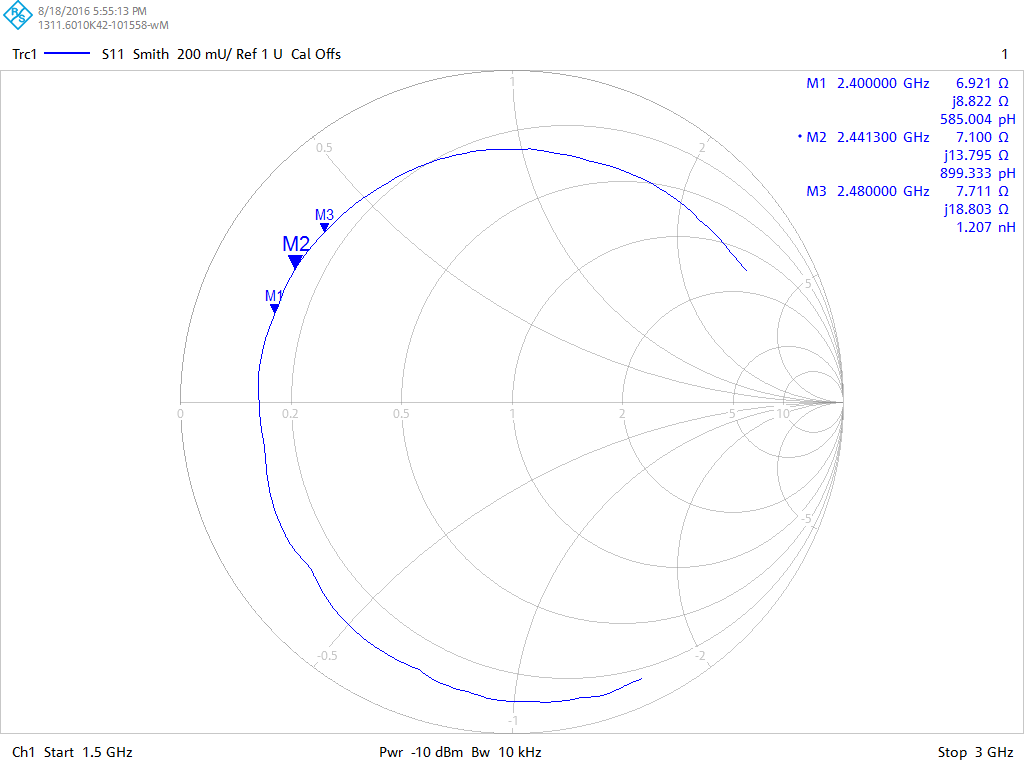 R&S
8/18/2016 5:55:13 PM
1311.6010K42-101558-wM
Trc1 S11 Smith 200 mU/ Ref 1 U Cal Offs 1
M1 2.400000 GHz 6.921 Ω
j8.822 Ω
585.004 pH
• M2 2.441300 GHz 7.100 Ω
j13.795 Ω
899.333 pH
M3 2.480000 GHz 7.711 Ω
j18.803 Ω
1.207 nH
1
0.5 2
M3
M2
5
M1
0 0.2 0.5 1 2 5 10
-5
-0.5 -2
-1
Ch1 Start 1.5 GHz Pwr -10 dBm Bw 10 kHz Stop 3 GHz